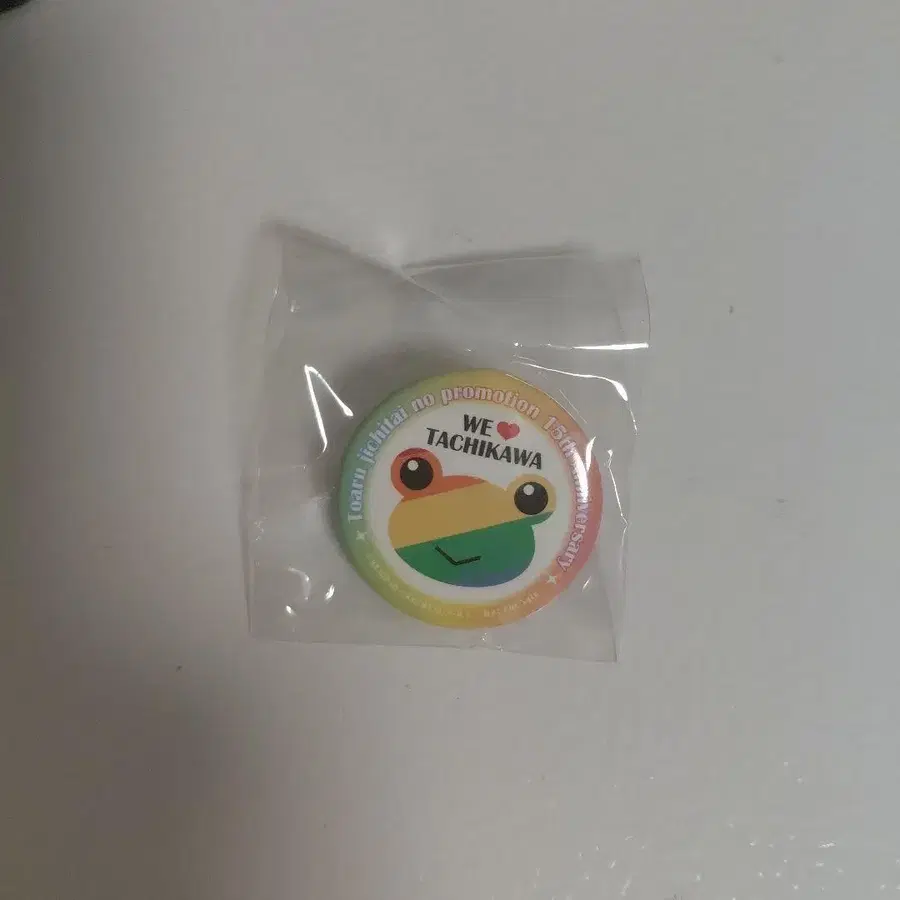 Toaru jichitai no promotion 15th Anniversary
WE
TACHIKAWA